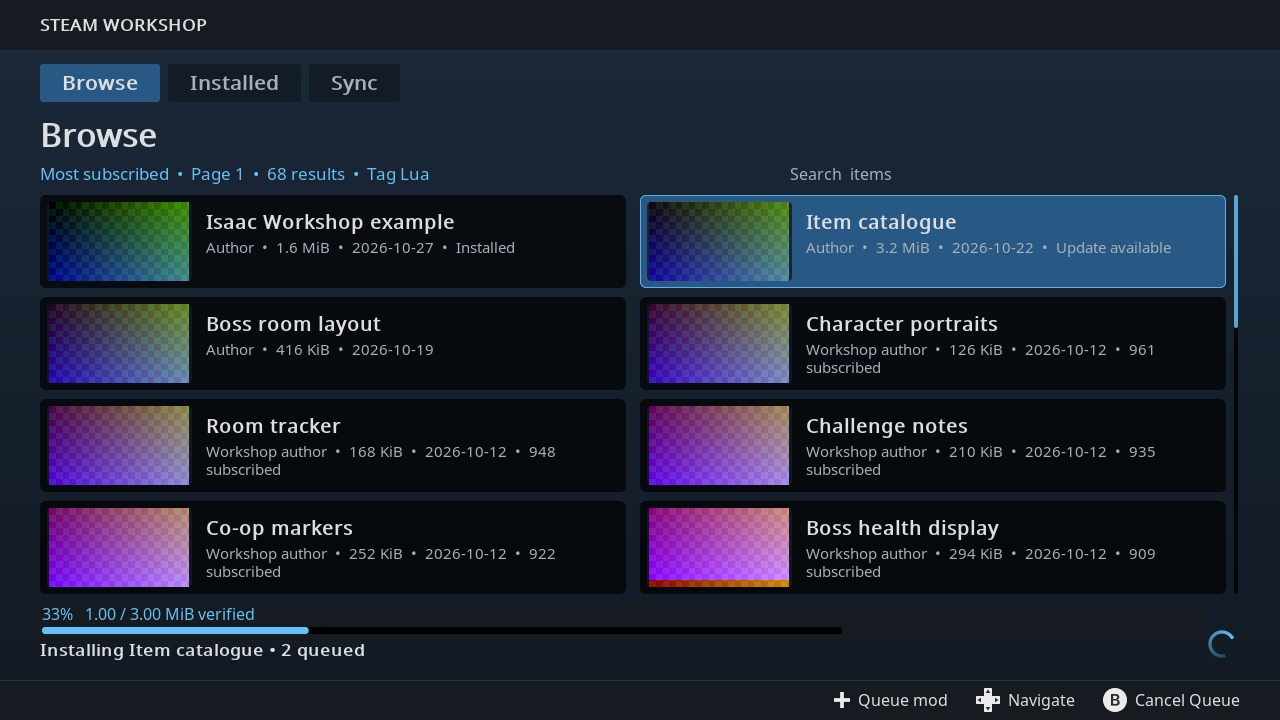 STEAM WORKSHOP
Browse
Installed
Sync
Browse
Most subscribed • Page 1 • 68 results • Tag Lua
Search items
Isaac Workshop example
Author • 1.6 MiB • 2026-10-27 • Installed
Item catalogue
Author • 3.2 MiB • 2026-10-22 • Update available
Boss room layout
Author • 416 KiB • 2026-10-19
Character portraits
Workshop author • 126 KiB • 2026-10-12 • 961
subscribed
Room tracker
Workshop author • 168 KiB • 2026-10-12 • 948
subscribed
Challenge notes
Workshop author • 210 KiB • 2026-10-12 • 935
subscribed
Co-op markers
Workshop author • 252 KiB • 2026-10-12 • 922
subscribed
Boss health display
Workshop author • 294 KiB • 2026-10-12 • 909
subscribed
33% 1.00 / 3.00 MiB verified
Installing Item catalogue • 2 queued
Queue mod
Navigate
B Cancel Queue